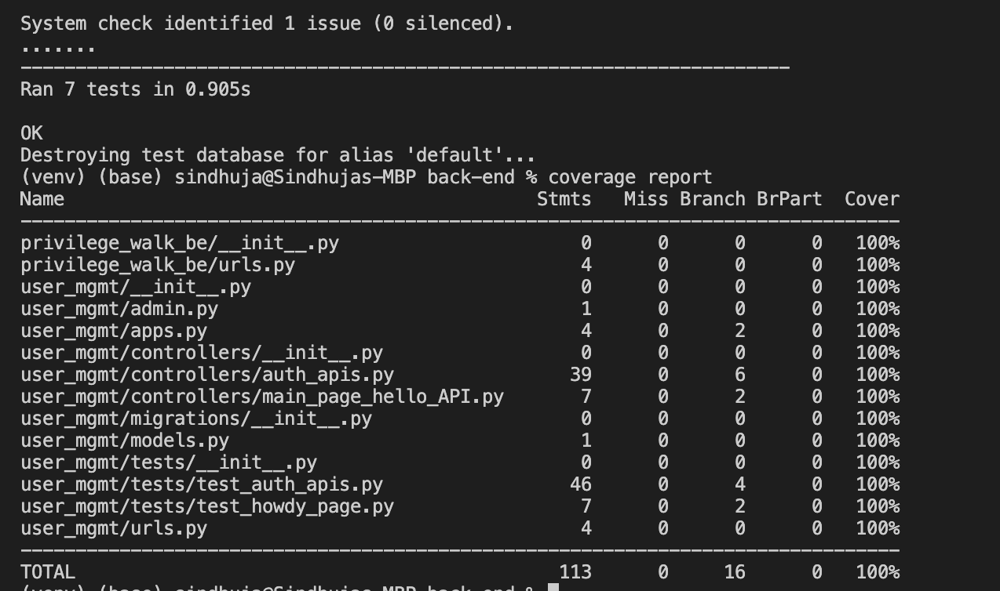 System check identified 1 issue (0 silenced).
.......
----------------------------------------------------------------------
Ran 7 tests in 0.905s
OK
Destroying test database for alias 'default'...
(venv) (base) sindhuja@Sindhujas-MBP back-end % coverage report
Name Stmts Miss Branch BrPart Cover
--------------------------------------------------------------------------------
privilege_walk_be/__init__.py 0 0 0 0 100%
privilege_walk_be/urls.py 4 0 0 0 100%
user_mgmt/__init__.py 0 0 0 0 100%
user_mgmt/admin.py 1 0 0 0 100%
user_mgmt/apps.py 4 0 2 0 100%
user_mgmt/controllers/__init__.py 0 0 0 0 100%
user_mgmt/controllers/auth_apis.py 39 0 6 0 100%
user_mgmt/controllers/main_page_hello_API.py 7 0 2 0 100%
user_mgmt/migrations/__init__.py 0 0 0 0 100%
user_mgmt/models.py 1 0 0 0 100%
user_mgmt/tests/__init__.py 0 0 0 0 100%
user_mgmt/tests/test_auth_apis.py 46 0 4 0 100%
user_mgmt/tests/test_howdy_page.py 7 0 2 0 100%
user_mgmt/urls.py 4 0 0 0 100%
--------------------------------------------------------------------------------
TOTAL 113 0 16 0 100%
(venv) (base) sindhuja@Sindhujas-MBP back-end %